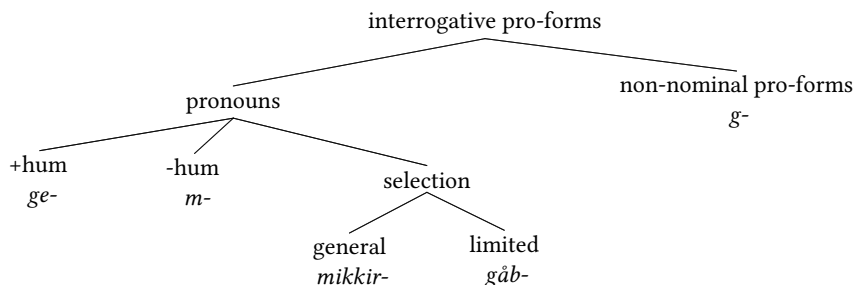 interrogative pro-forms
pronouns
non-nominal pro-forms
g-
+hum
ge-
-hum
m-
selection
general
mikkir-
limited
gåb-